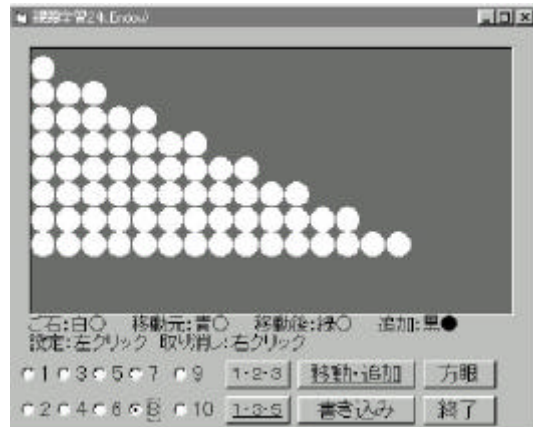 ご石:白○ 移動元:青○ 移動後:緑○ 追加:黒●
設定:左クリック 取り消し:右クリック
1 3 5 7 9 1-2-3 移動・追加 方眼
2 4 6 8 10 1-3-5 書き込み 終了